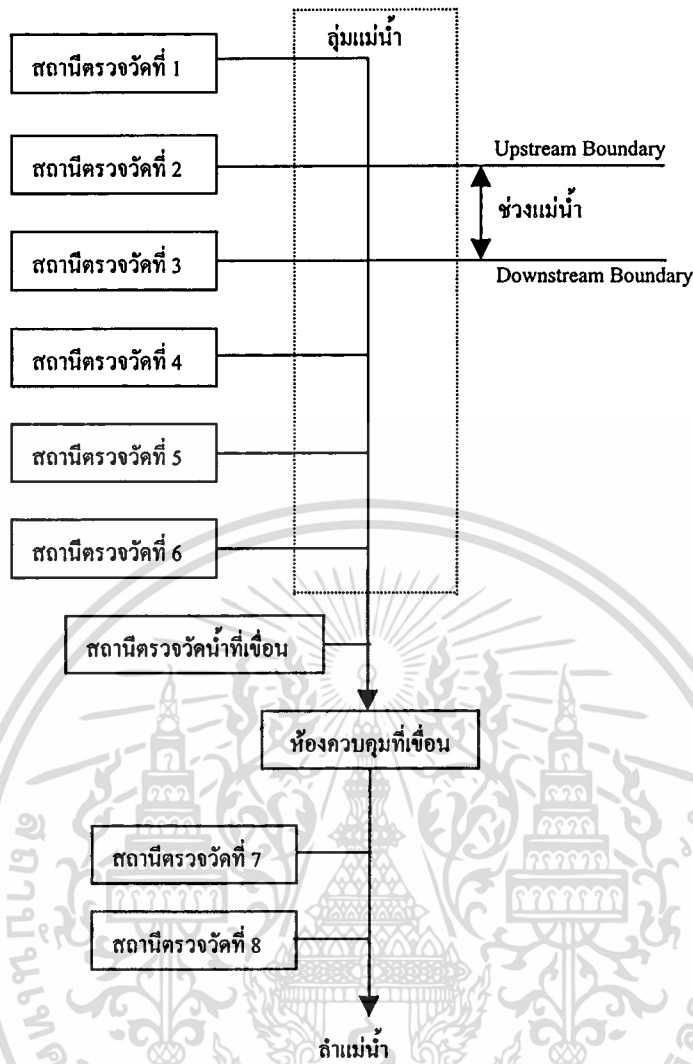 ลุ่มแม่น้ำ
สถานีตรวจวัดที่ 1
สถานีตรวจวัดที่ 2
Upstream Boundary
ช่วงแม่น้ำ
สถานีตรวจวัดที่ 3
Downstream Boundary
สถานีตรวจวัดที่ 4
สถานีตรวจวัดที่ 5
สถานีตรวจวัดที่ 6
สถานีตรวจวัดน้ำที่เขื่อน
ห้องควบคุมที่เขื่อน
สถานีตรวจวัดที่ 7
สถานีตรวจวัดที่ 8
ลำแม่น้ำ